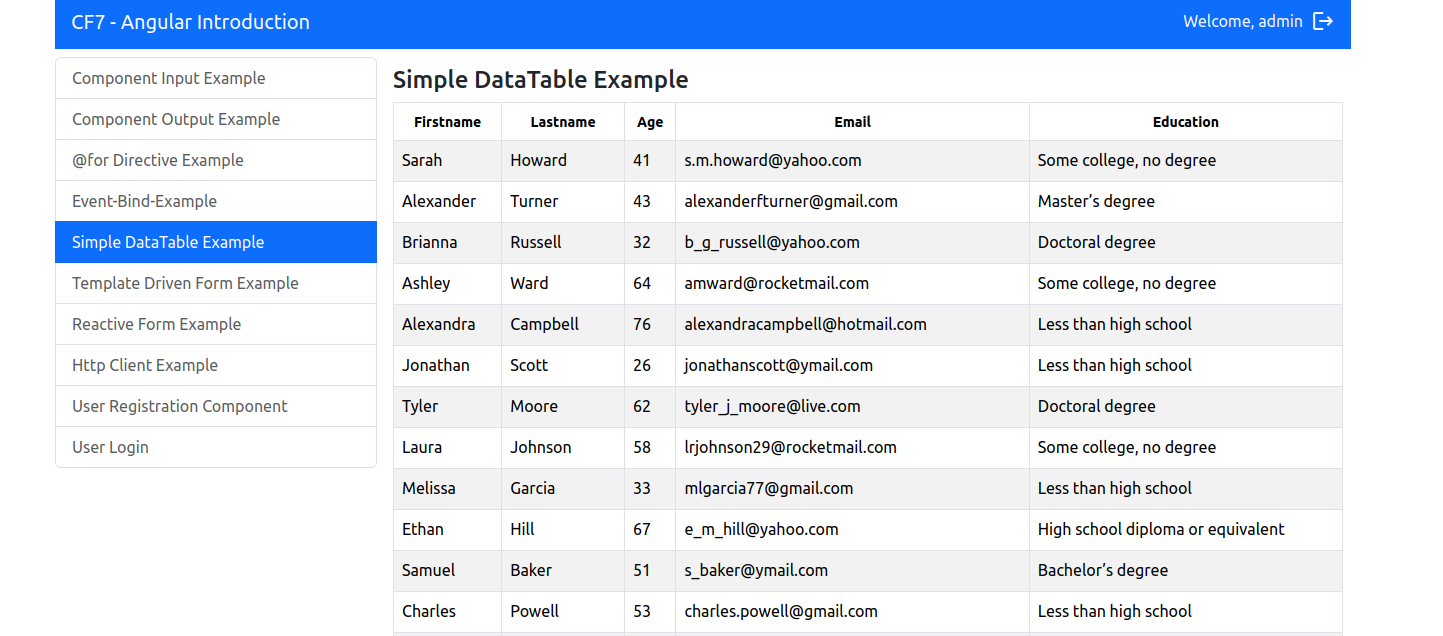 CF7 - Angular Introduction
Welcome, admin
Component Input Example
Component Output Example
@for Directive Example
Event-Bind-Example
Simple DataTable Example
Template Driven Form Example
Reactive Form Example
Http Client Example
User Registration Component
User Login
Simple DataTable Example
Firstname Lastname Age Email Education
Sarah Howard 41 s.m.howard@yahoo.com Some college, no degree
Alexander Turner 43 alexanderfturner@gmail.com Master’s degree
Brianna Russell 32 b_g_russell@yahoo.com Doctoral degree
Ashley Ward 64 amward@rocketmail.com Some college, no degree
Alexandra Campbell 76 alexandracampbell@hotmail.com Less than high school
Jonathan Scott 26 jonathanscott@ymail.com Less than high school
Tyler Moore 62 tyler_j_moore@live.com Doctoral degree
Laura Johnson 58 lrjohnson29@rocketmail.com Some college, no degree
Melissa Garcia 33 mlgarcia77@gmail.com Less than high school
Ethan Hill 67 e_m_hill@yahoo.com High school diploma or equivalent
Samuel Baker 51 s_baker@ymail.com Bachelor’s degree
Charles Powell 53 charles.powell@gmail.com Less than high school